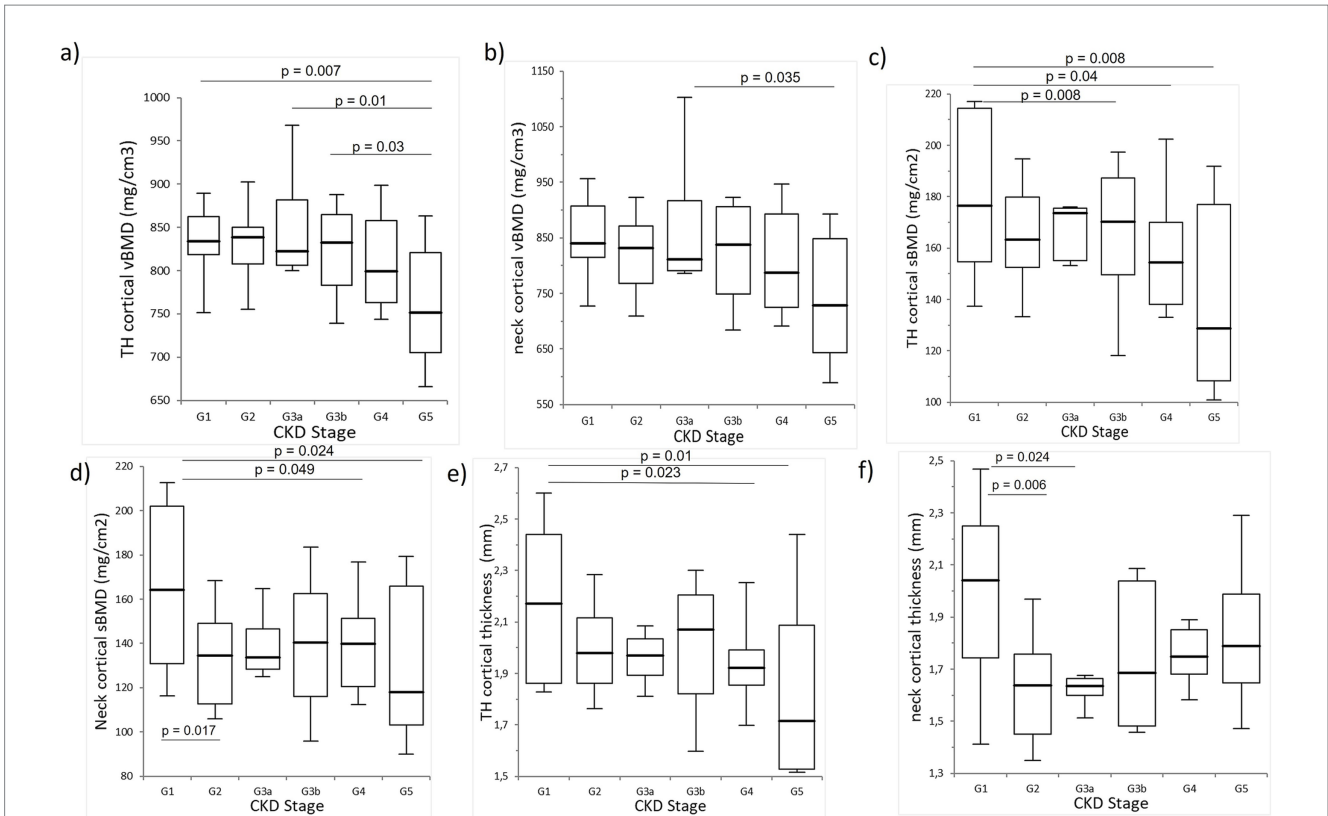 a)
p = 0.007
p = 0.01
p = 0.03
1000
950
900
850
800
750
700
650
TH cortical vBMD (mg/cm3)
G1 G2 G3a G3b G4 G5
CKD Stage
b)
p = 0.035
1150
1050
950
850
750
650
550
neck cortical vBMD (mg/cm3)
G1 G2 G3a G3b G4 G5
CKD Stage
c)
p = 0.008
p = 0.04
p = 0.008
220
200
180
160
140
120
100
TH cortical sBMD (mg/cm2)
G1 G2 G3a G3b G4 G5
CKD Stage
d)
p = 0.024
p = 0.049
220
200
180
160
140
120
100
80
Neck cortical sBMD (mg/cm2)
p = 0.017
G1 G2 G3a G3b G4 G5
CKD Stage
e)
p = 0.01
p = 0.023
2,7
2,5
2,3
2,1
1,9
1,7
1,5
TH cortical thickness (mm)
G1 G2 G3a G3b G4 G5
CKD Stage
f)
p = 0.024
p = 0.006
2,5
2,3
2,1
1,9
1,7
1,5
1,3
neck cortical thickness (mm)
G1 G2 G3a G3b G4 G5
CKD Stage